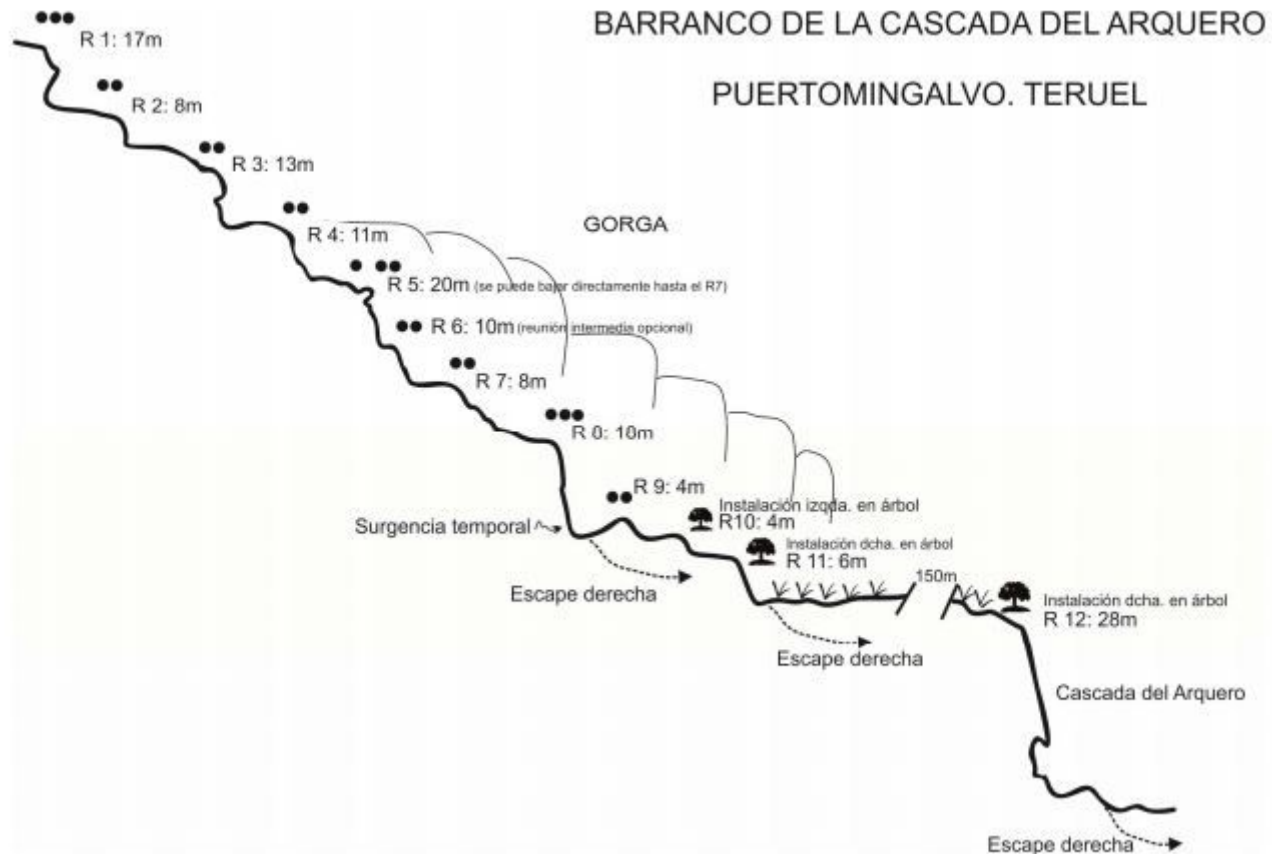 BARRANCO DE LA CASCADA DEL ARQUERO
PUERTOMINGALVO. TERUEL
R 1: 17m
R 2: 8m
R 3: 13m
R 4: 11m
GORGA
R 5: 20m (se puede bajar directamente hasta el R7)
R 6: 10m (reunión intermedia opcional)
R 7: 8m
R 0: 10m
R 9: 4m
Instalación izqda. en árbol
R10: 4m
Surgencia temporal
Instalación dcha. en árbol
R 11: 6m
150m
Escape derecha
Instalación dcha. en árbol
R 12: 28m
Escape derecha
Cascada del Arquero
Escape derecha